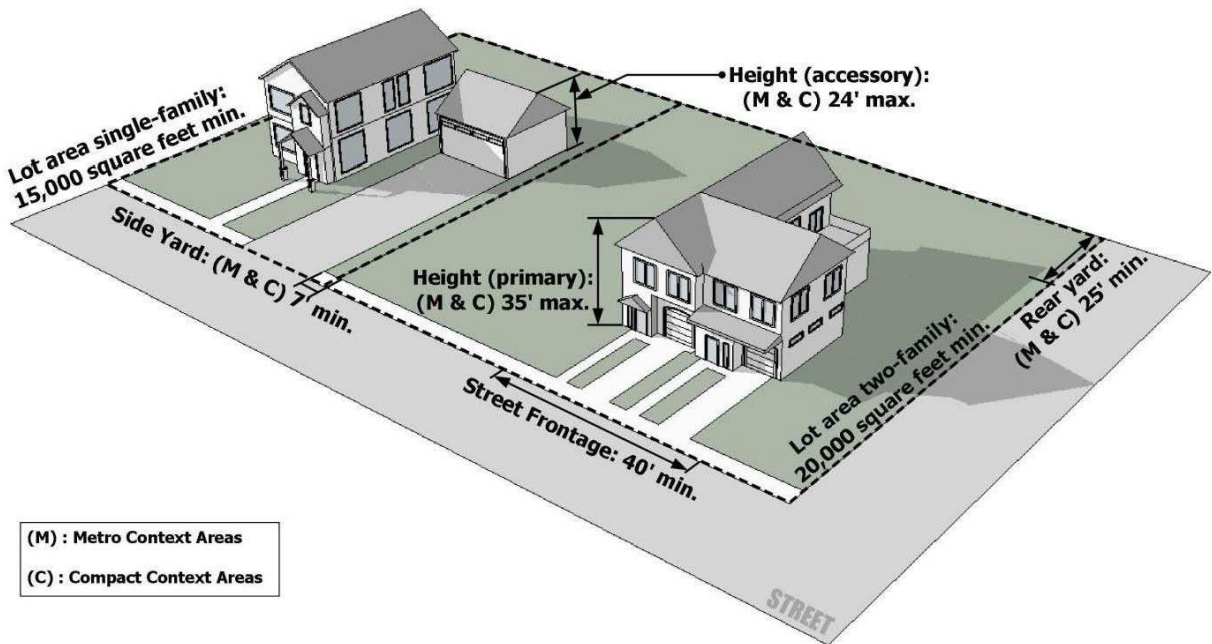 Height (accessory):
(M & C) 24' max.
Lot area single-family:
15,000 square feet min.
Side Yard: (M & C) 7' min.
Height (primary):
(M & C) 35' max.
Rear yard:
(M & C) 25' min.
Lot area two-family:
20,000 square feet min.
Street Frontage: 40' min.
(M) : Metro Context Areas
(C) : Compact Context Areas
STREET